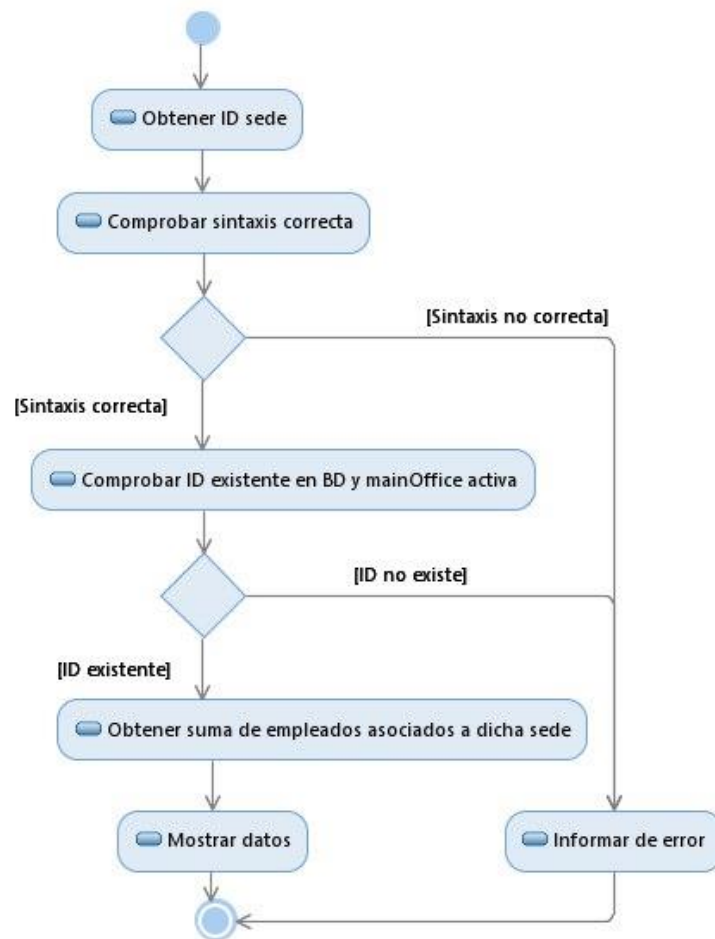 Obtener ID sede
Comprobar sintaxis correcta
[Sintaxis no correcta]
[Sintaxis correcta]
Comprobar ID existente en BD y mainOffice activa
[ID no existe]
[ID existente]
Obtener suma de empleados asociados a dicha sede
Mostrar datos
Informar de error